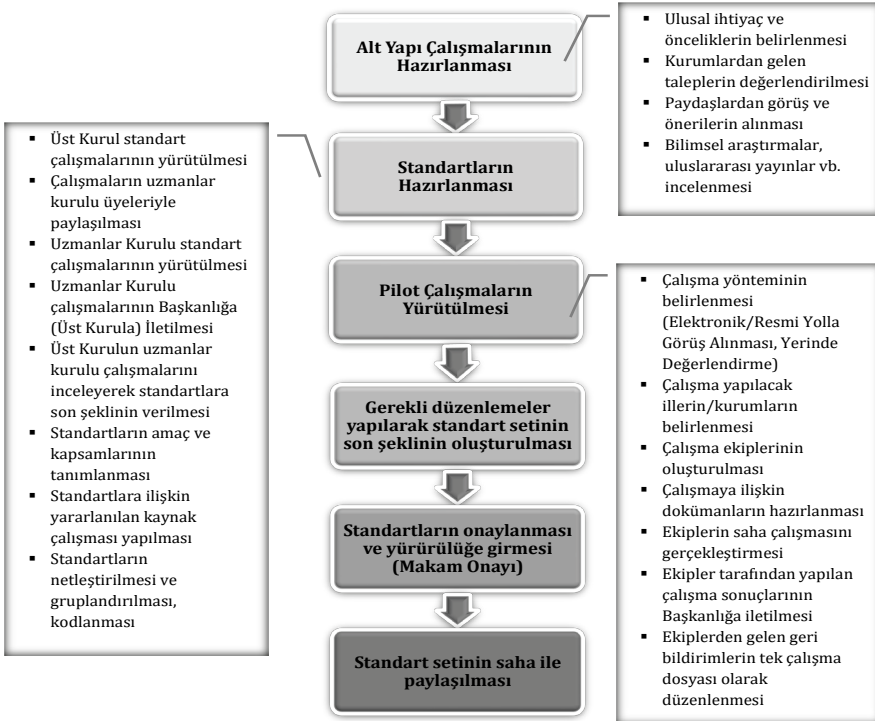 Alt Yapı Çalışmalarının
Hazırlanması
▪ Ulusal ihtiyaç ve
önceliklerin belirlenmesi
▪ Kurumlardan gelen
taleplerin değerlendirilmesi
▪ Paydaşlardan görüş ve
önerilerin alınması
▪ Bilimsel araştırmalar,
uluslararası yayınlar vb.
incelenmesi
Standartların
Hazırlanması
▪ Üst Kurul standart
çalışmalarının yürütülmesi
▪ Çalışmaların uzmanlar
kurulu üyeleriyle
paylaşılması
▪ Uzmanlar Kurulu standart
çalışmalarının yürütülmesi
▪ Uzmanlar Kurulu
çalışmalarının Başkanlığa
(Üst Kurula) İletilmesi
▪ Üst Kurulun uzmanlar
kurulu çalışmalarını
inceleyerek standartlara
son şeklinin verilmesi
▪ Standartların amaç ve
kapsamlarının
tanımlanması
▪ Standartlara ilişkin
yararlanılan kaynak
çalışması yapılması
▪ Standartların
netleştirilmesi ve
gruplandırılması,
kodlanması
Pilot Çalışmaların
Yürütülmesi
▪ Çalışma yönteminin
belirlenmesi
(Elektronik/Resmi Yolla
Görüş Alınması, Yerinde
Değerlendirme)
▪ Çalışma yapılacak
illerin/kurumların
belirlenmesi
▪ Çalışma ekiplerinin
oluşturulması
▪ Çalışmaya ilişkin
dokümanların hazırlanması
▪ Ekiplerin saha çalışmasını
gerçekleştirmesi
▪ Ekipler tarafından yapılan
çalışma sonuçlarının
Başkanlığa iletilmesi
▪ Ekiplerden gelen geri
bildirimlerin tek çalışma
dosyası olarak
düzenlenmesi
Gerekli düzenlemeler
yapılarak standart setinin
son şeklinin oluşturulması
Standartların onaylanması
ve yürürülüğe girmesi
(Makam Onayı)
Standart setinin saha ile
paylaşılması